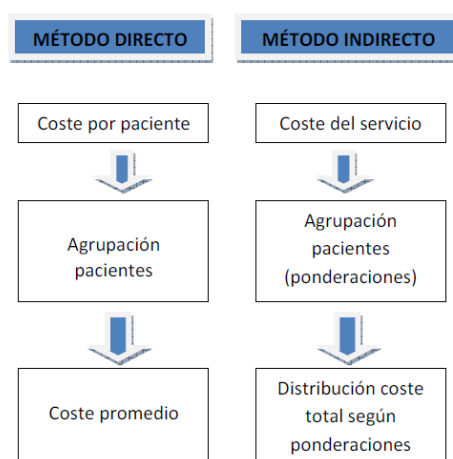 MÉTODO DIRECTO
Coste por paciente
Agrupación
pacientes
Coste promedio
MÉTODO INDIRECTO
Coste del servicio
Agrupación
pacientes
(ponderaciones)
Distribución coste
total según
ponderaciones